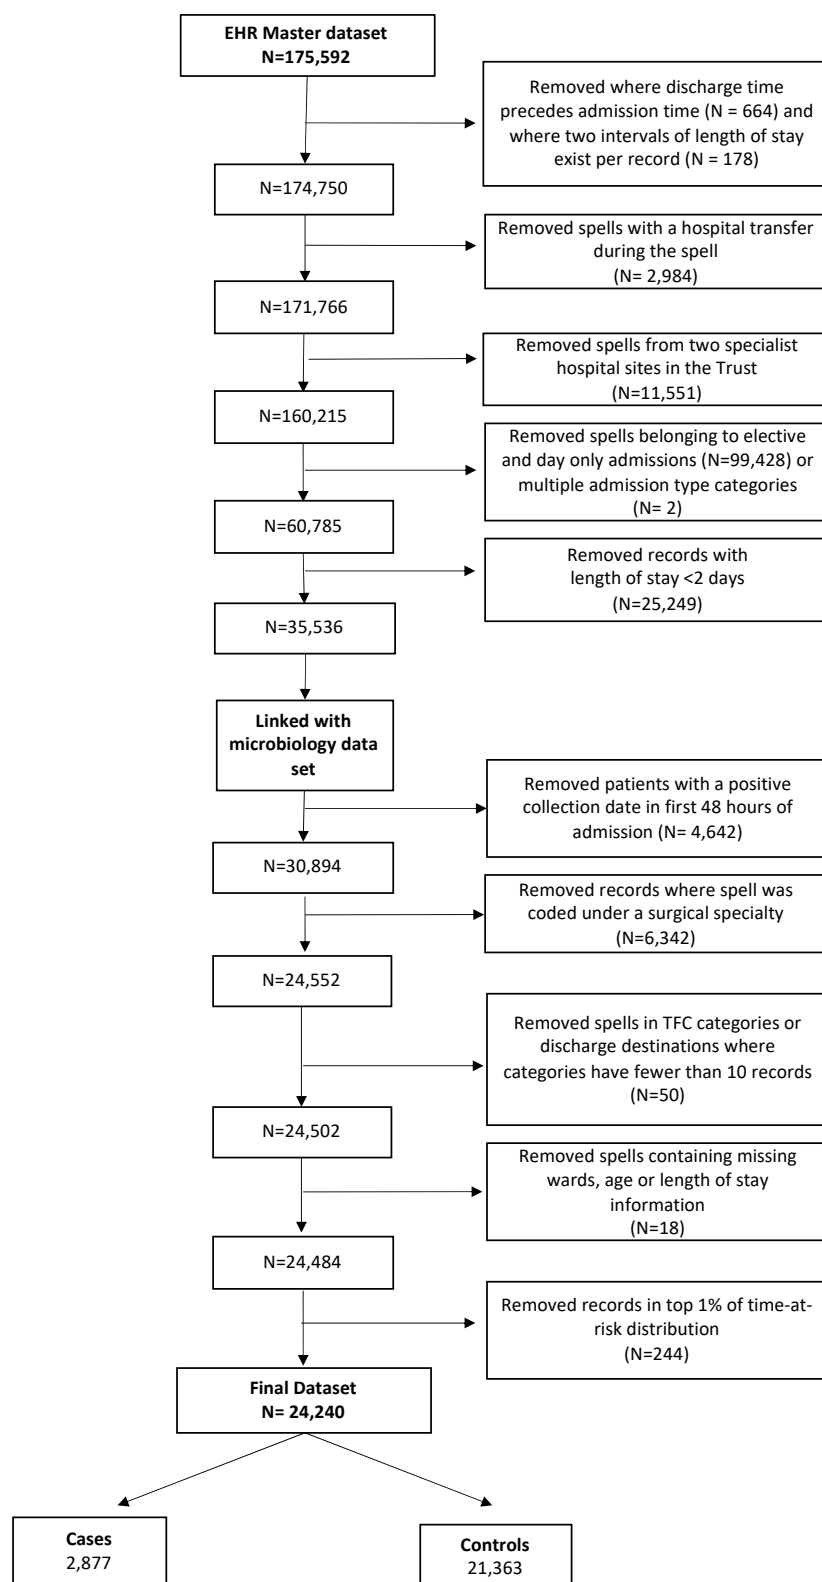 EHR Master dataset
N=175,592
Removed where discharge time
precedes admission time (N = 664) and
where two intervals of length of stay
exist per record (N = 178)
N=174,750
Removed spells with a hospital transfer
during the spell
(N= 2,984)
N=171,766
Removed spells from two specialist
hospital sites in the Trust
(N=11,551)
N=160,215
Removed spells belonging to elective
and day only admissions (N=99,428) or
multiple admission type categories
(N= 2)
N=60,785
Removed records with
length of stay <2 days
(N=25,249)
N=35,536
Linked with
microbiology data
set
Removed patients with a positive
collection date in first 48 hours of
admission (N= 4,642)
N=30,894
Removed records where spell was
coded under a surgical specialty
(N=6,342)
N=24,552
Removed spells in TFC categories or
discharge destinations where
categories have fewer than 10 records
(N=50)
N=24,502
Removed spells containing missing
wards, age or length of stay
information
(N=18)
N=24,484
Removed records in top 1% of time-at-
risk distribution
(N=244)
Final Dataset
N= 24,240
Cases
2,877
Controls
21,363